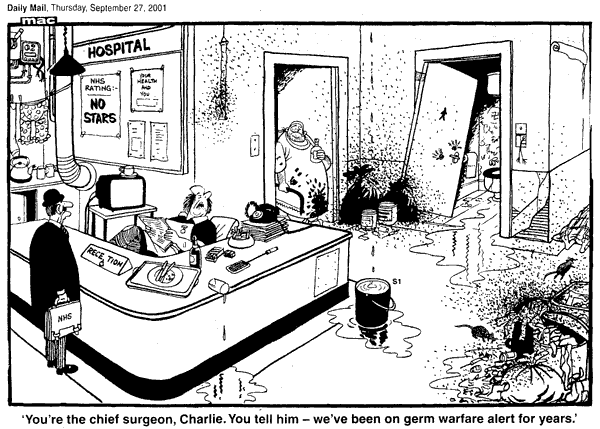 Daily Mail, Thursday, September 27, 2001
mac
HOSPITAL
NHS
RATING:-
NO
STARS
YOUR
HEALTH
AND
YOU
RECEPTION
NHS
S1
'You're the chief surgeon, Charlie. You tell him – we've been on germ warfare alert for years.'